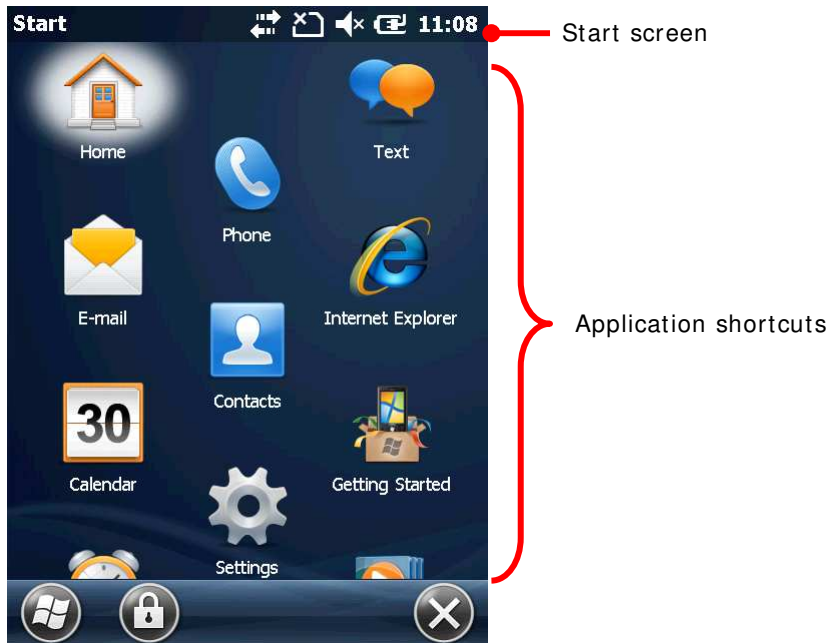 Start
11:08
Start screen
Home
Text
Phone
E-mail
Internet Explorer
Application shortcuts
Contacts
30
Calendar
Getting Started
Settings